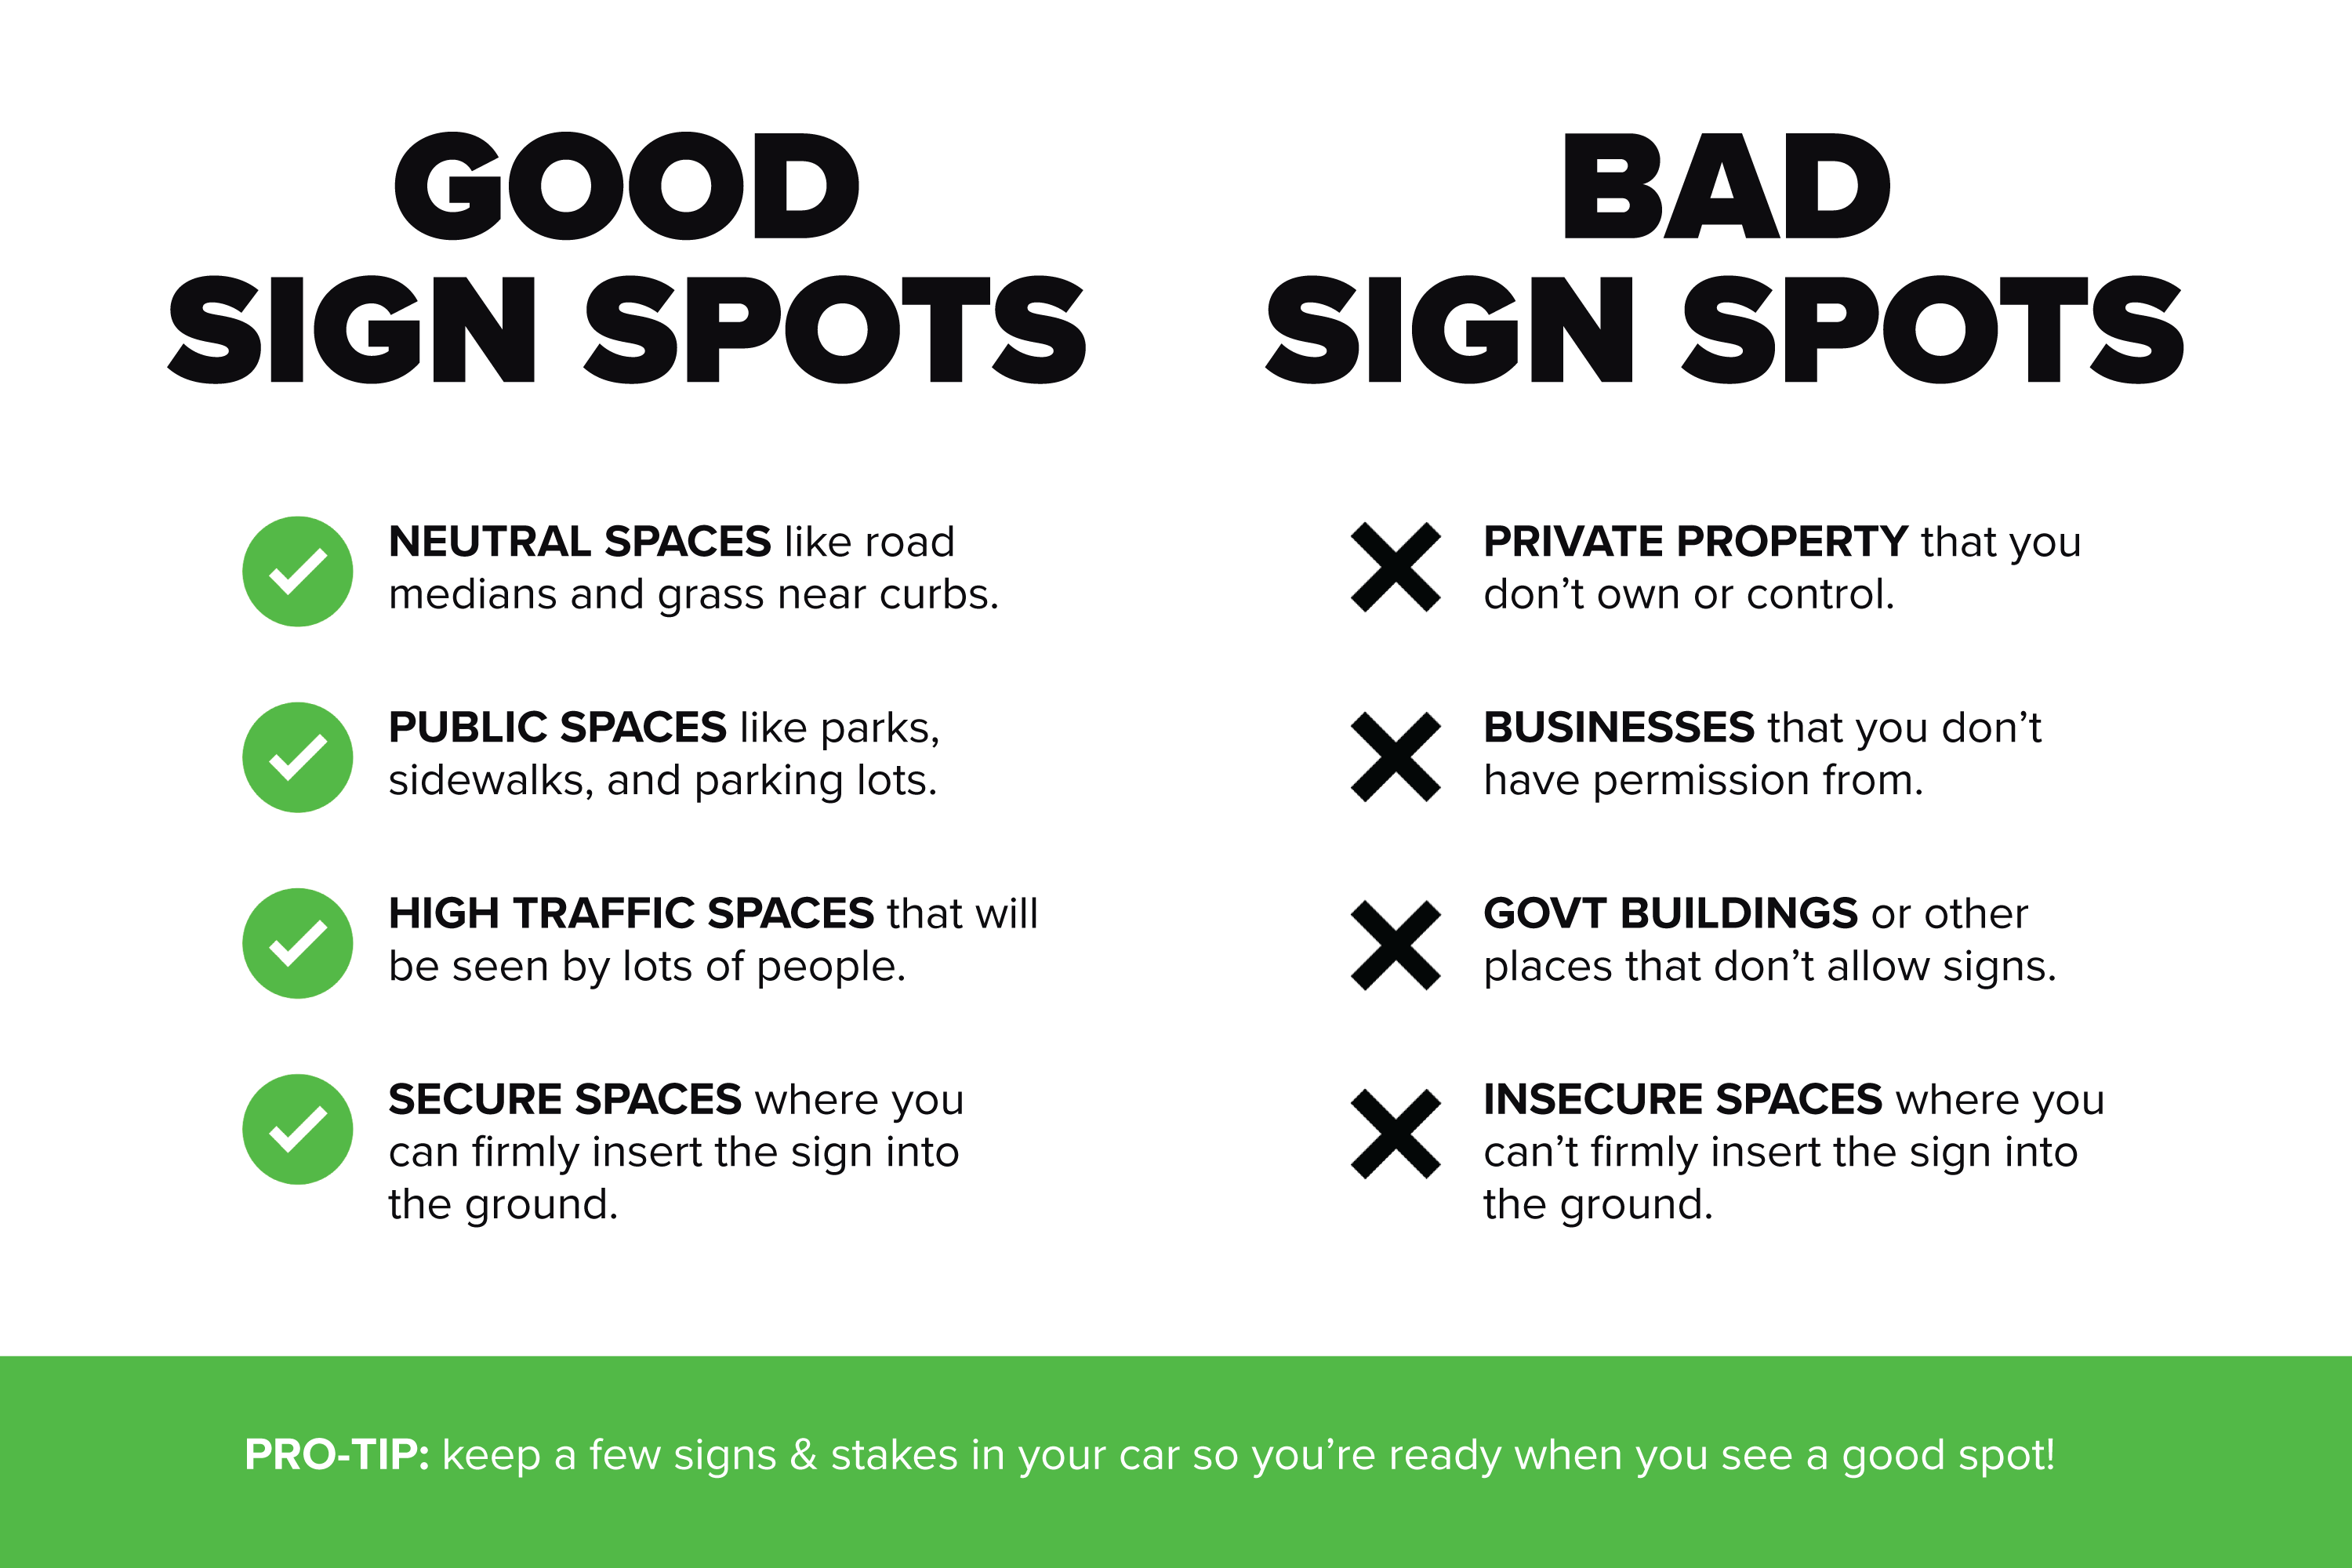 GOOD
SIGN SPOTS
NEUTRAL SPACES like road
medians and grass near curbs.
PUBLIC SPACES like parks,
sidewalks, and parking lots.
HIGH TRAFFIC SPACES that will
be seen by lots of people.
SECURE SPACES where you
can firmly insert the sign into
the ground.
BAD
SIGN SPOTS
PRIVATE PROPERTY that you
don’t own or control.
BUSINESSES that you don’t
have permission from.
GOVT BUILDINGS or other
places that don’t allow signs.
INSECURE SPACES where you
can’t firmly insert the sign into
the ground.
PRO-TIP: keep a few signs & stakes in your car so you’re ready when you see a good spot!